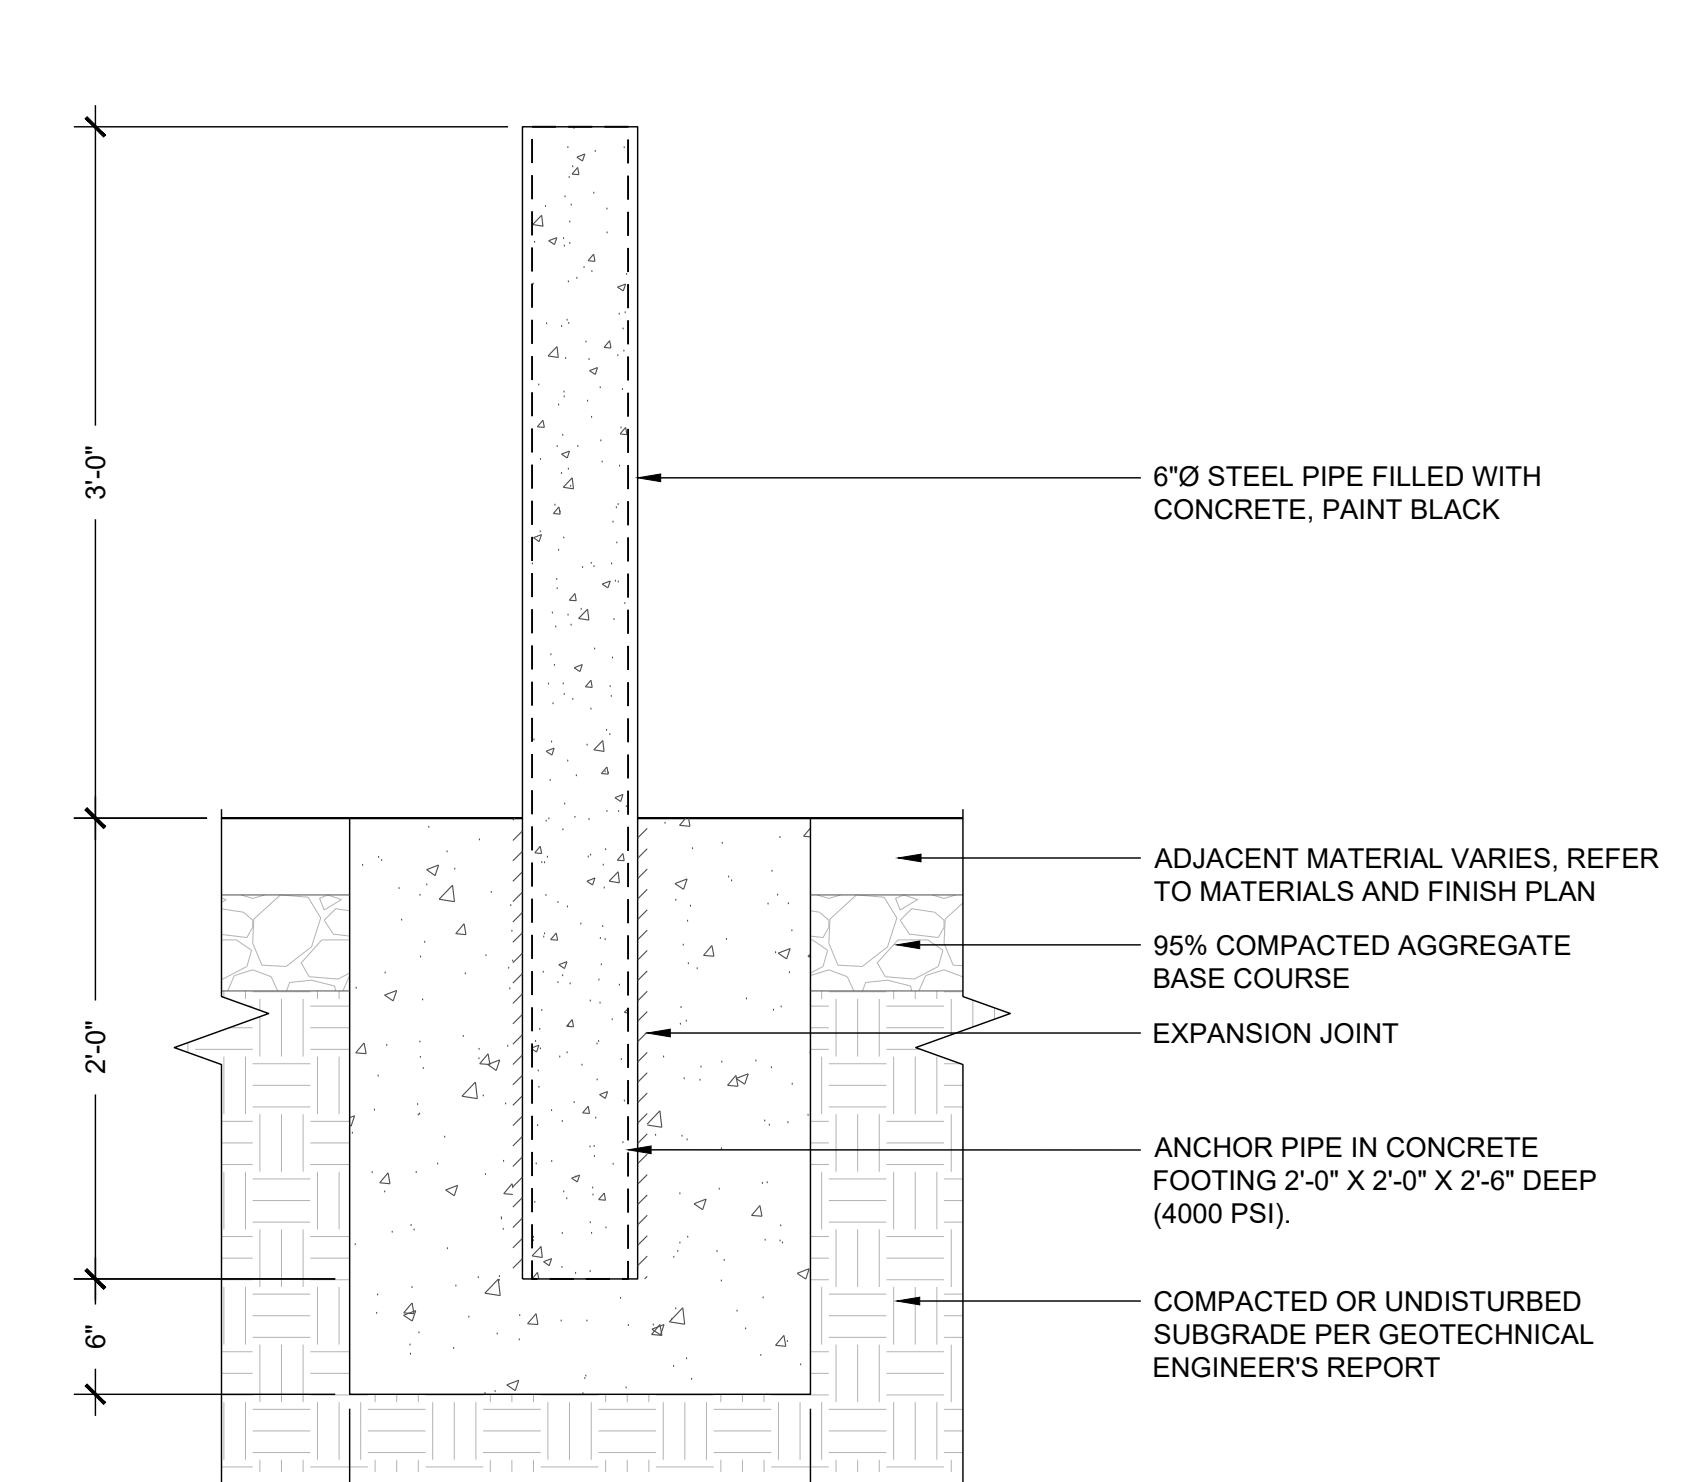 3'-0"
6"Ø STEEL PIPE FILLED WITH
CONCRETE, PAINT BLACK
ADJACENT MATERIAL VARIES, REFER
TO MATERIALS AND FINISH PLAN
95% COMPACTED AGGREGATE
BASE COURSE
EXPANSION JOINT
2'-0"
ANCHOR PIPE IN CONCRETE
FOOTING 2'-0" X 2'-0" X 2'-6" DEEP
(4000 PSI).
COMPACTED OR UNDISTURBED
SUBGRADE PER GEOTECHNICAL
ENGINEER'S REPORT
6"